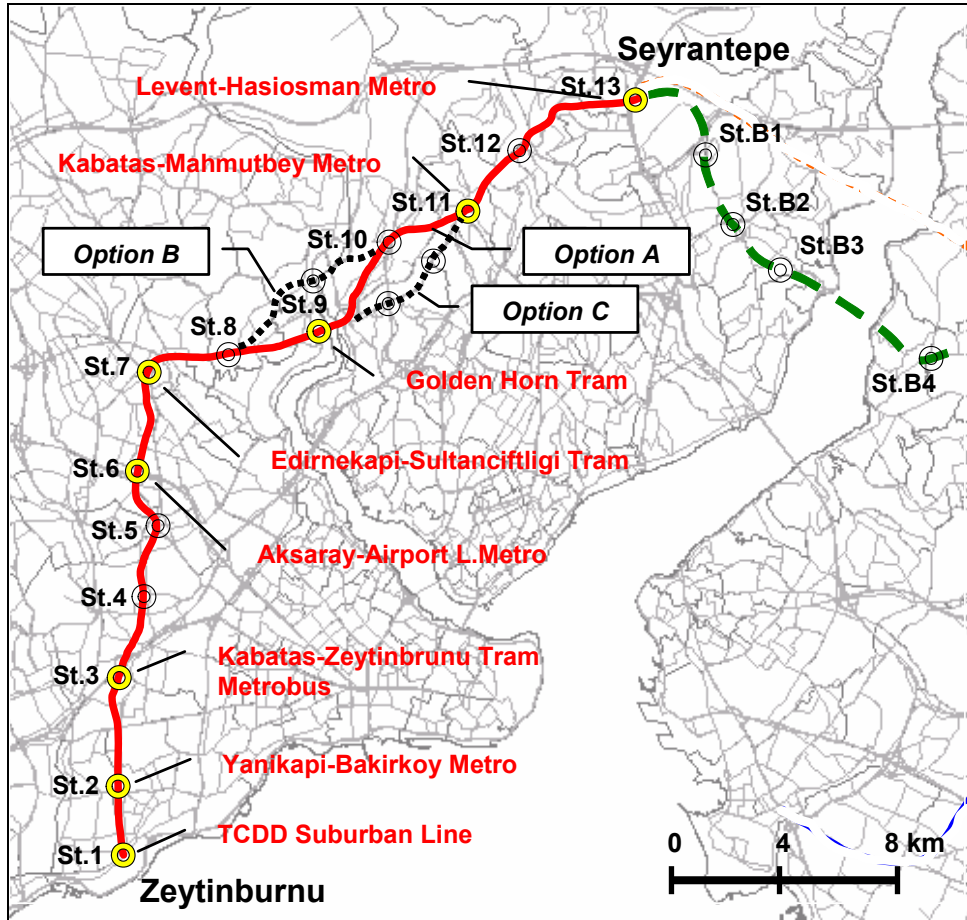 Seyrantepe
Levent-Hasiosman Metro
St.13
St.B1
St.12
Kabatas-Mahmutbey Metro
St.11
St.B2
St.10
Option B
Option A
St.B3
St.9
Option C
St.8
St.7
Golden Horn Tram
St.B4
Edirnekapi-Sultanciftligi Tram
St.6
St.5
Aksaray-Airport L.Metro
St.4
St.3
Kabatas-Zeytinbrunu Tram
Metrobus
St.2
Yanikapi-Bakirkoy Metro
St.1
TCDD Suburban Line
0 4 8 km
Zeytinburnu